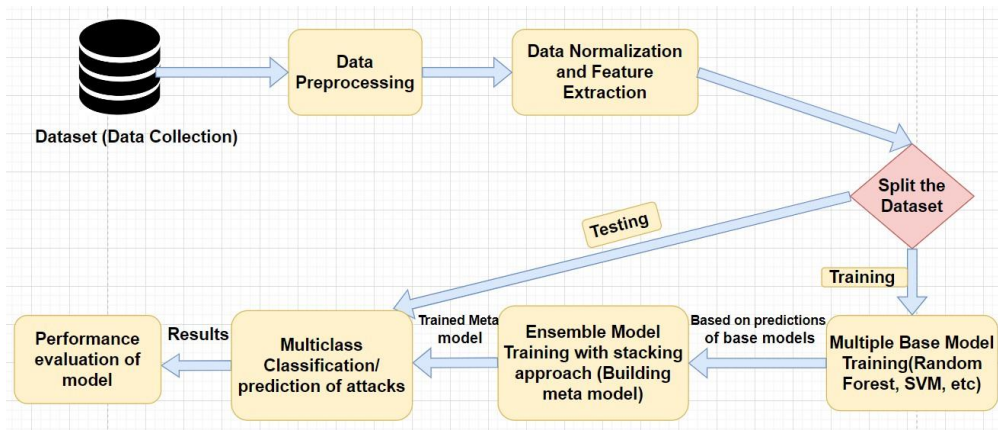 Data
Preprocessing
Data Normalization
and Feature
Extraction
Dataset (Data Collection)
Split the
Dataset
Testing
Training
Performance
evaluation of
model
Results
Multiclass
Classification/
prediction of attacks
Trained Meta
model
Ensemble Model
Training with stacking
approach (Building
meta model)
Based on predictions
of base models
Multiple Base Model
Training(Random
Forest, SVM, etc)